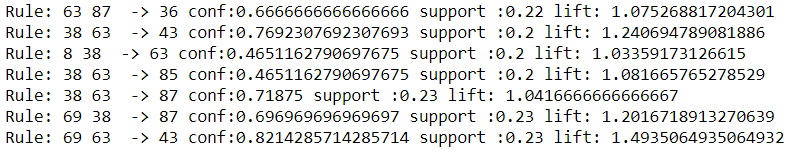 Rule: 63 87  -> 36 conf:0.6666666666666666 support :0.22 lift: 1.075268817204301
Rule: 38 63  -> 43 conf:0.7692307692307693 support :0.2 lift: 1.240694789081886
Rule: 8 38  -> 63 conf:0.4651162790697675 support :0.2 lift: 1.03359173126615
Rule: 38 63  -> 85 conf:0.4651162790697675 support :0.2 lift: 1.081665765278529
Rule: 38 63  -> 87 conf:0.71875 support :0.23 lift: 1.0416666666666667
Rule: 69 38  -> 87 conf:0.696969696969697 support :0.23 lift: 1.2016718913270639
Rule: 69 63  -> 43 conf:0.8214285714285714 support :0.23 lift: 1.4935064935064932